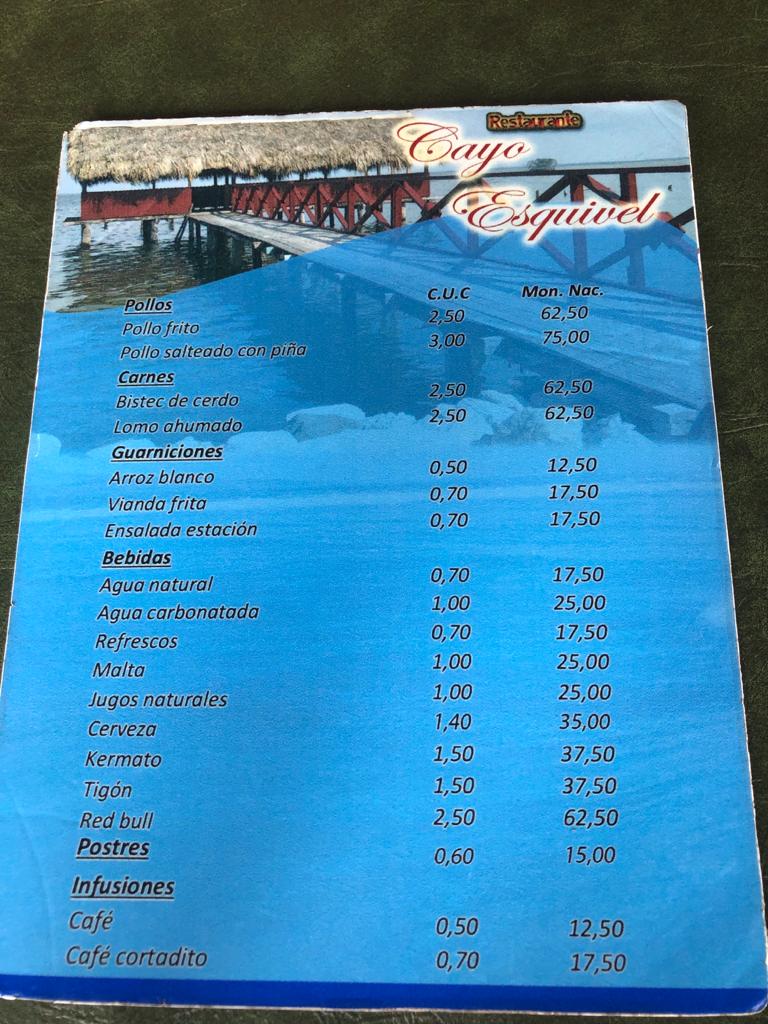 Restaurante
Cayo
Esquivel
C.U.C Mon. Nac.
Pollos
Pollo frito 2,50 62,50
Pollo salteado con piña 3,00 75,00
Carnes
Bistec de cerdo 2,50 62,50
Lomo ahumado 2,50 62,50
Guarniciones
Arroz blanco 0,50 12,50
Vianda frita 0,70 17,50
Ensalada estación 0,70 17,50
Bebidas
Agua natural 0,70 17,50
Agua carbonatada 1,00 25,00
Refrescos 0,70 17,50
Malta 1,00 25,00
Jugos naturales 1,00 25,00
Cerveza 1,40 35,00
Kermato 1,50 37,50
Tigón 1,50 37,50
Red bull 2,50 62,50
Postres 0,60 15,00
Infusiones
Café 0,50 12,50
Café cortadito 0,70 17,50